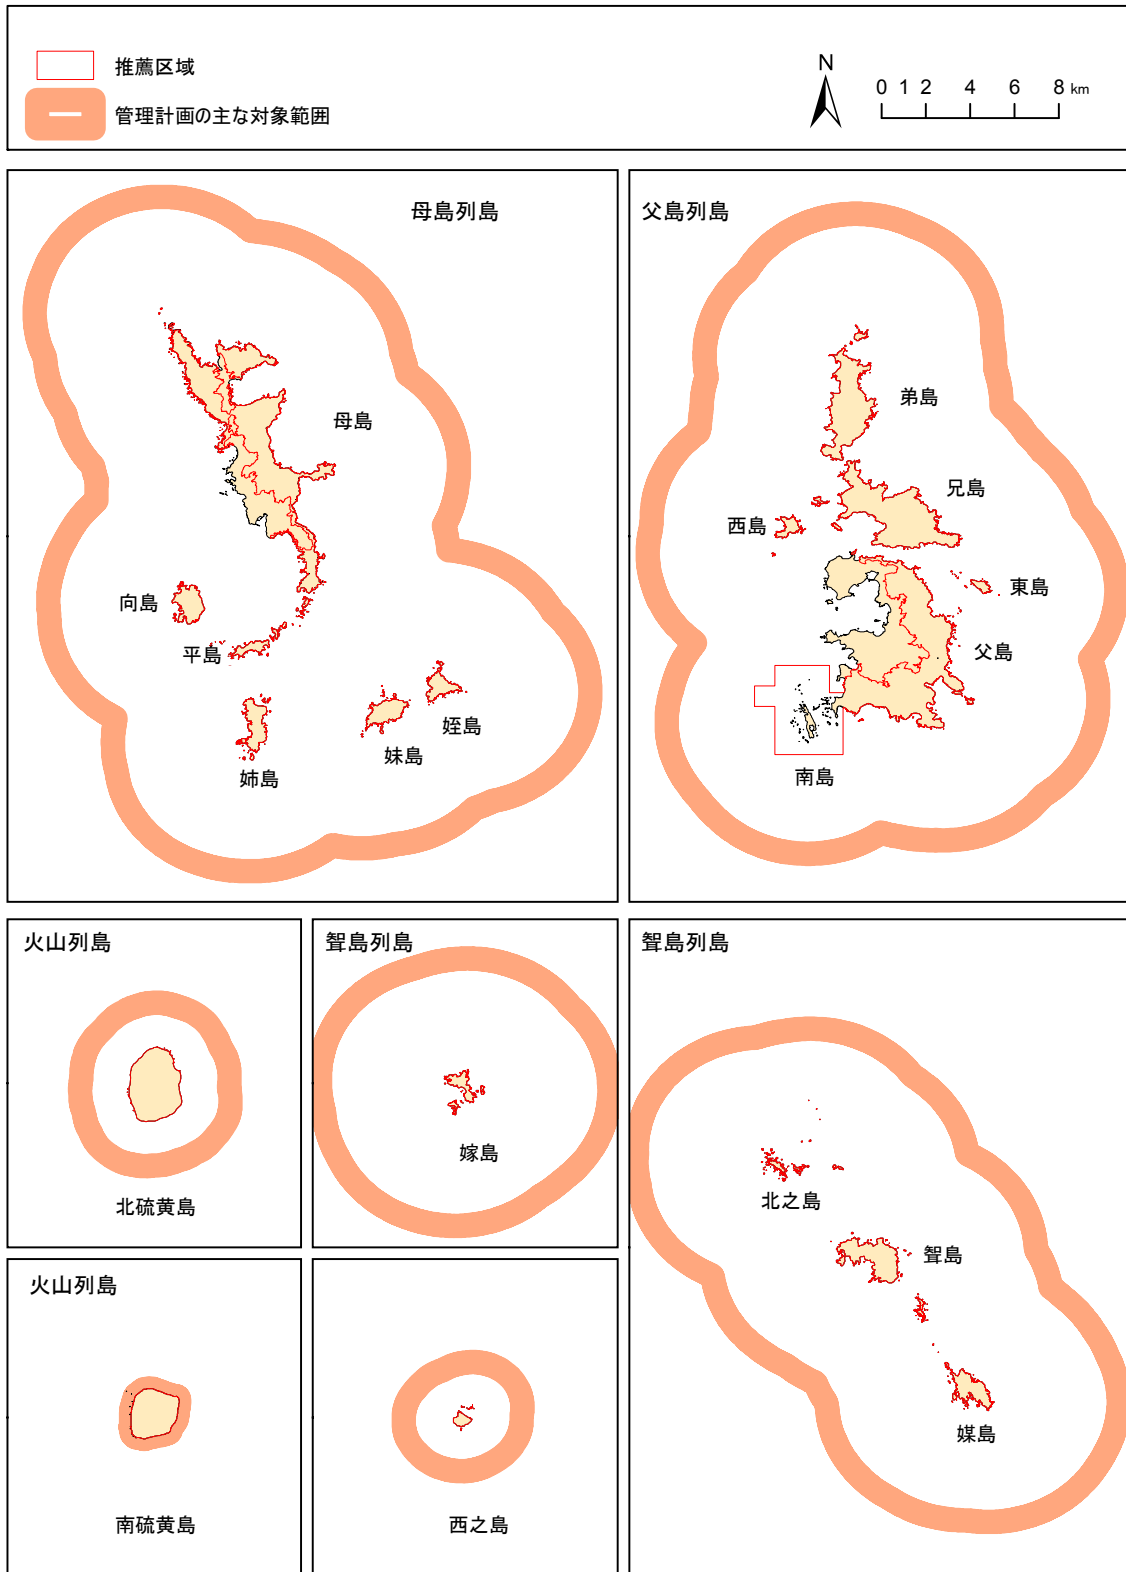 推薦区域
管理計画の主な対象範囲
N
0 1 2 4 6 8 km
母島列島
母島
向島
平島
姉島
妹島
姪島
父島列島
弟島
兄島
西島
東島
父島
南島
火山列島
北硫黄島
聟島列島
嫁島
聟島列島
北之島
聟島
媒島
火山列島
南硫黄島
西之島